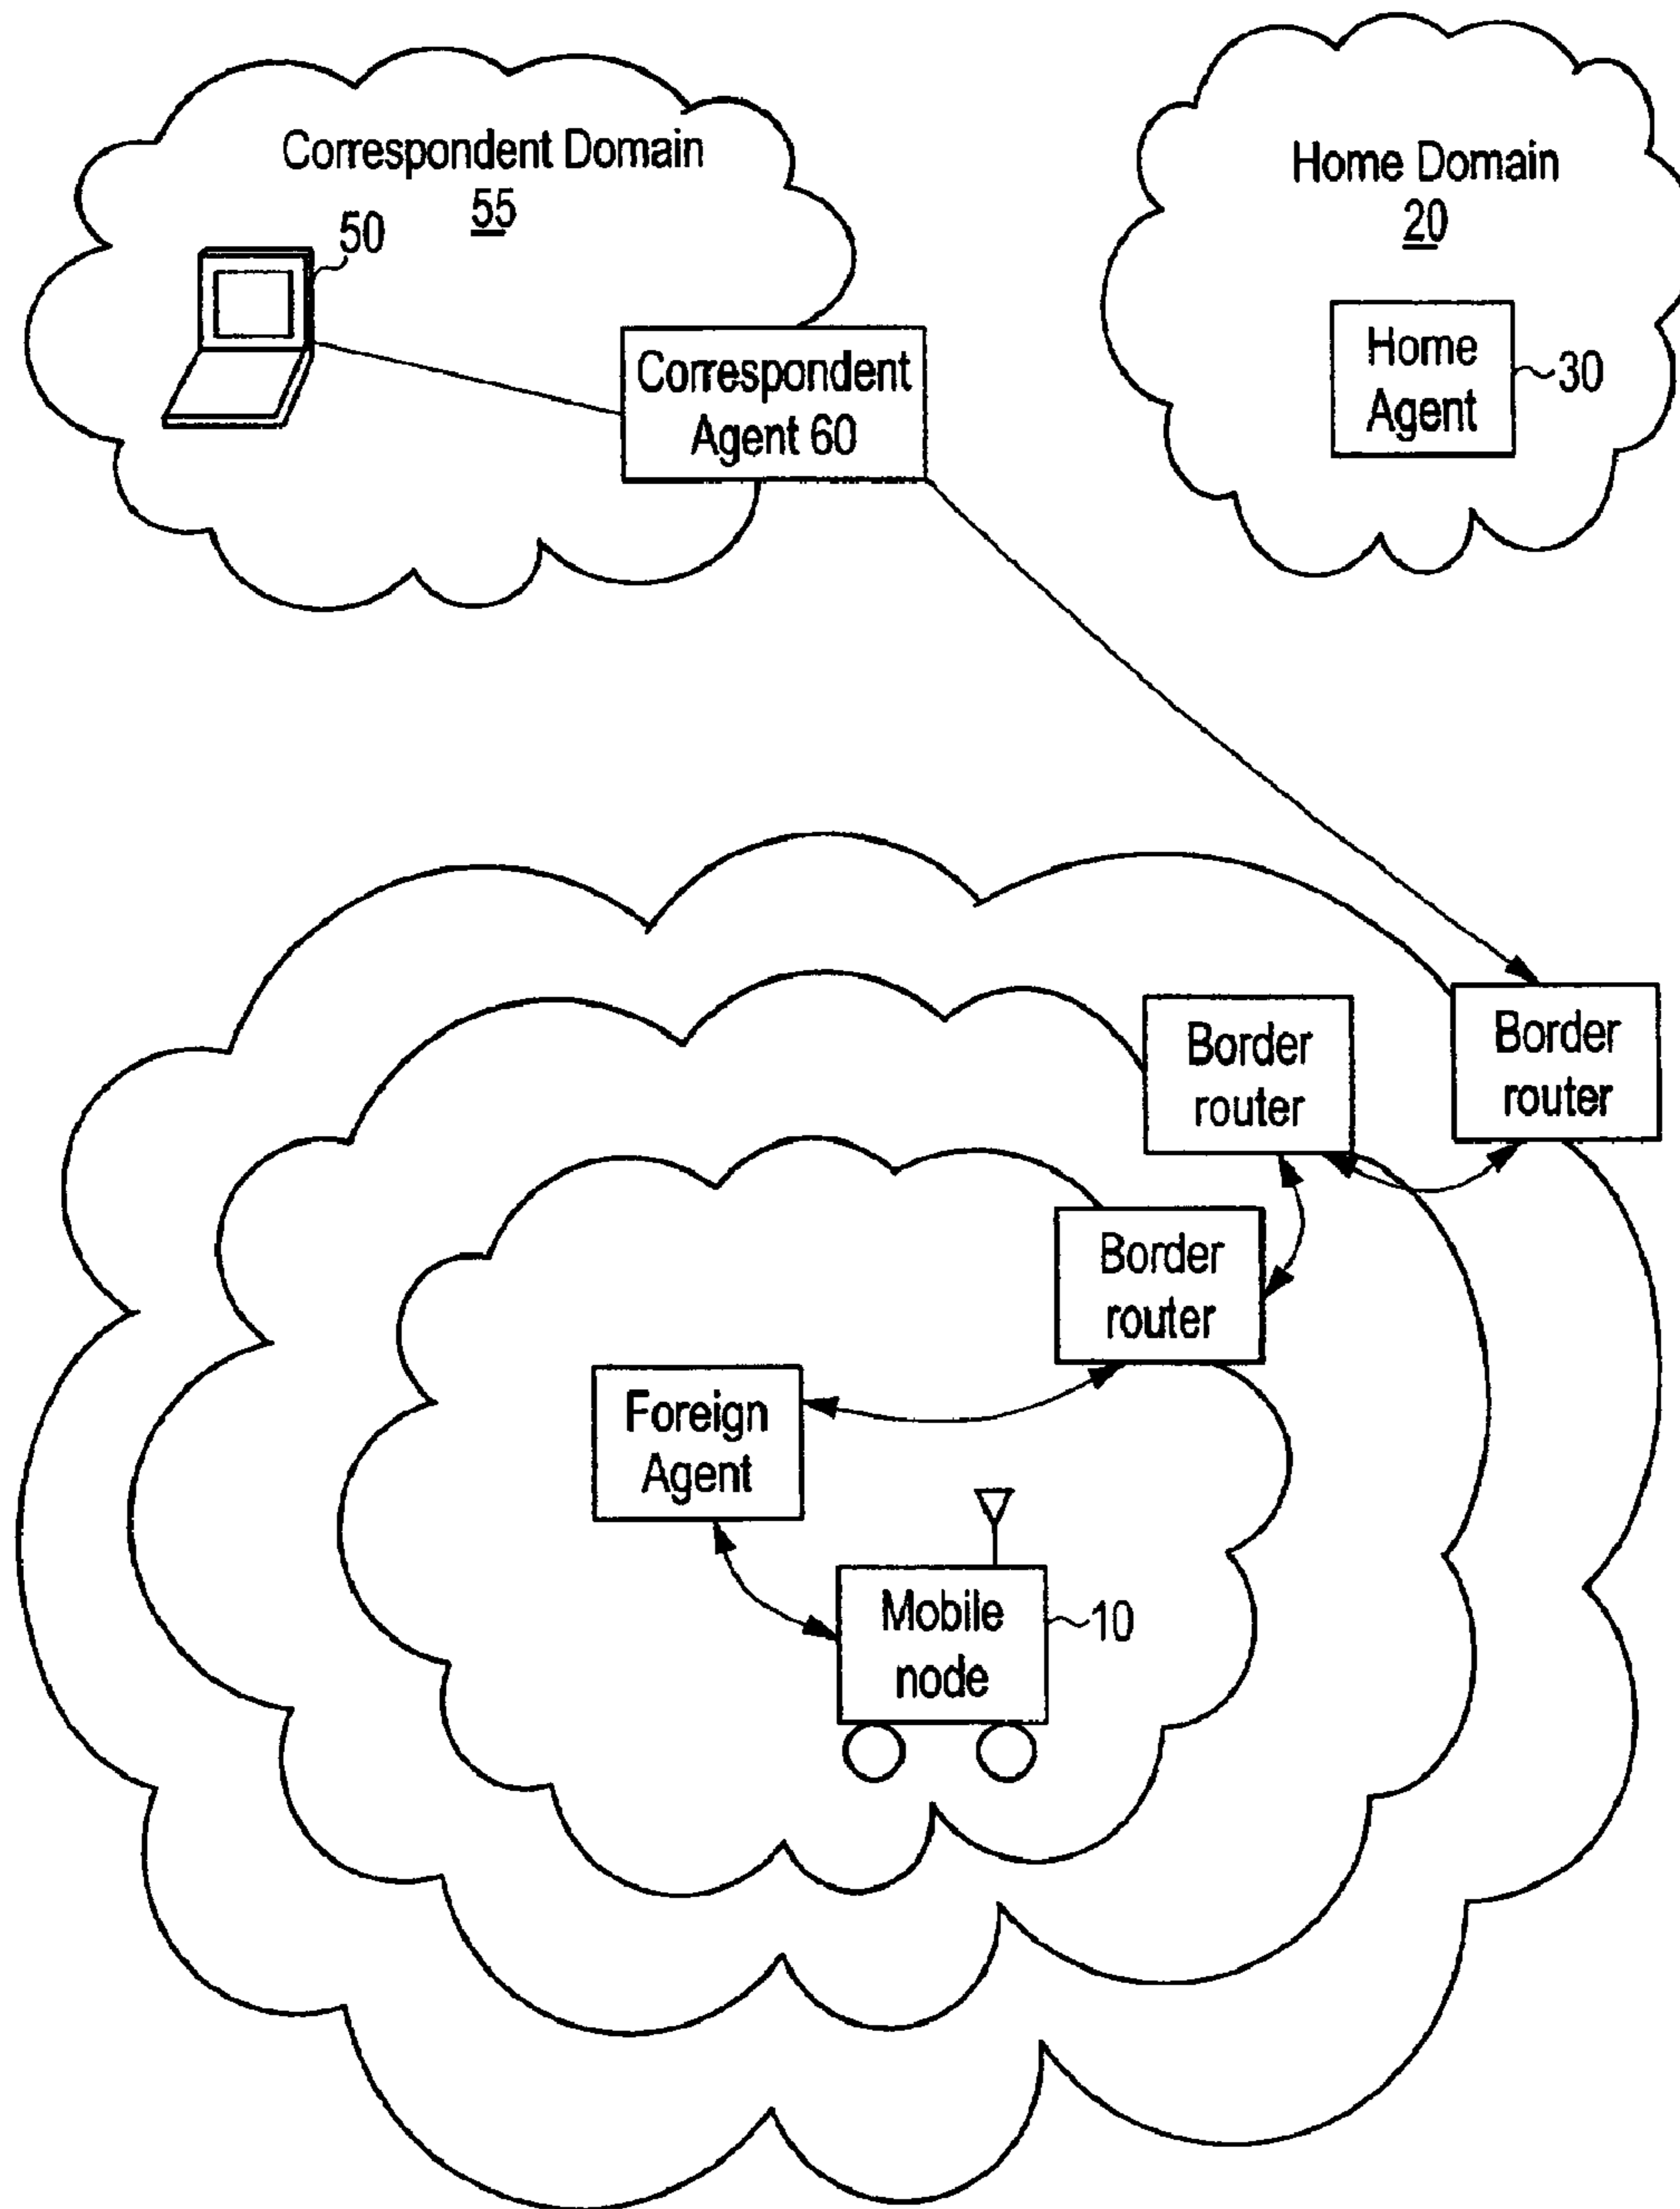 Correspondent Domain
55
50
Correspondent
Agent 60
Home Domain
20
Home
Agent
30
Border
router
Border
router
Border
router
Foreign
Agent
Mobile
node
10